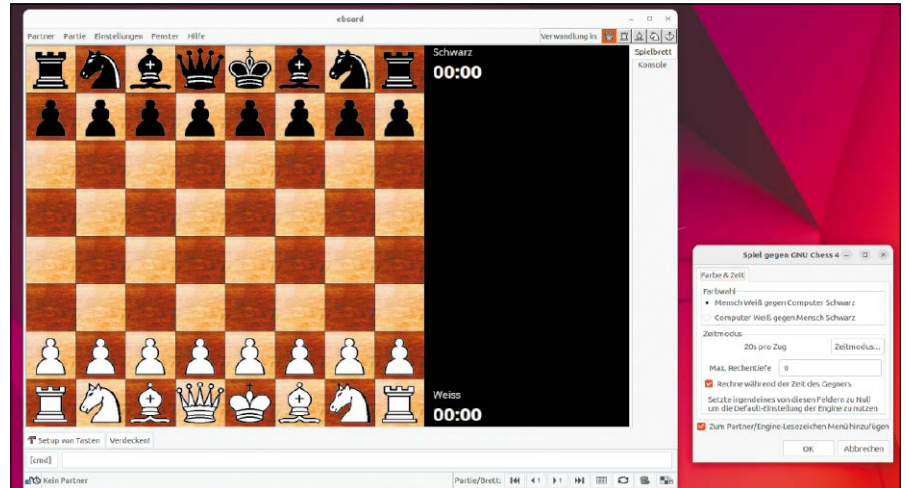 eboard
Partner Partie Einstellungen Fenster Hilfe
Verwandlung in:
Schwarz
00:00
Spielbrett
Konsole
Weiss
00:00
Setup von Tasten Verdecken!
[cmd]
Kein Partner
Partie/Brett:
Spiel gegen GNU Chess 4
Farbe & Zeit
Farbwahl
Mensch Weiß gegen Computer Schwarz
Computer Weiß gegen Mensch Schwarz
Zeitmodus
20s pro Zug Zeitmodus...
Max. Rechentiefe 0
Rechne während der Zeit des Gegners
Setzte irgendeines von diesen Feldern zu Null
um die Default-Einstellung der Engine zu nutzen
Zum Partner/Engine-Lesezeichen Menü hinzufügen
OK Abbrechen